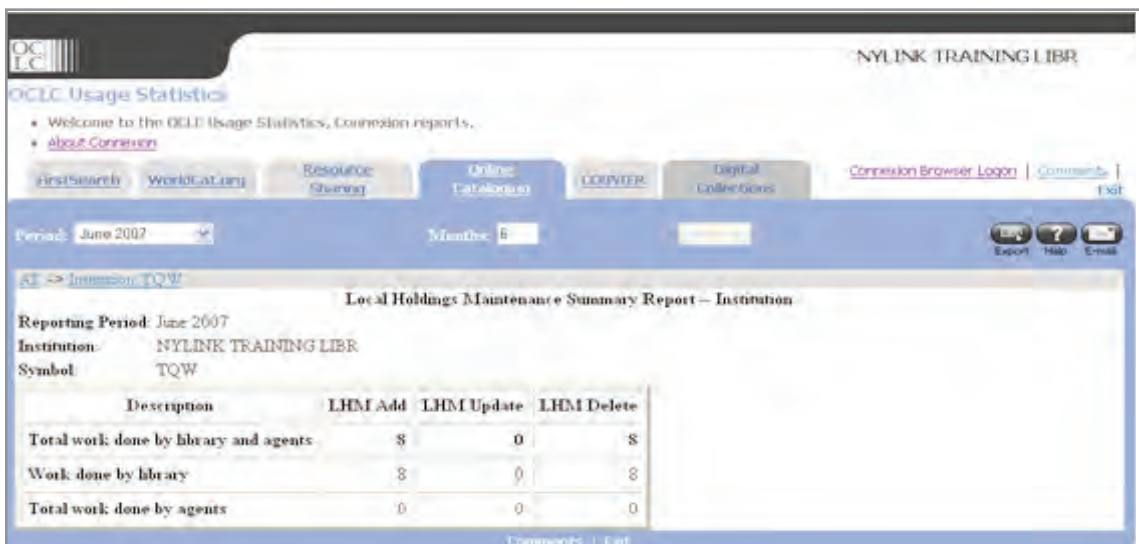 OCLC
NYLINK TRAINING LIBR
OCLC Usage Statistics
• Welcome to the OCLC Usage Statistics, Connexion reports.
• About Connexion
FirstSearch WorldCat.org Resource Sharing Online Cataloging COUNTER Digital Collections Connexion Browser Logon | Comments | Exit
Period: June 2007 Months: 6
Export Help E-mail
AT -> Institution TQW
Local Holdings Maintenance Summary Report – Institution
Reporting Period: June 2007
Institution: NYLINK TRAINING LIBR
Symbol: TQW
Description LHM Add LHM Update LHM Delete
Total work done by library and agents 8 0 8
Work done by library 8 0 8
Total work done by agents 0 0 0
Comments | Exit